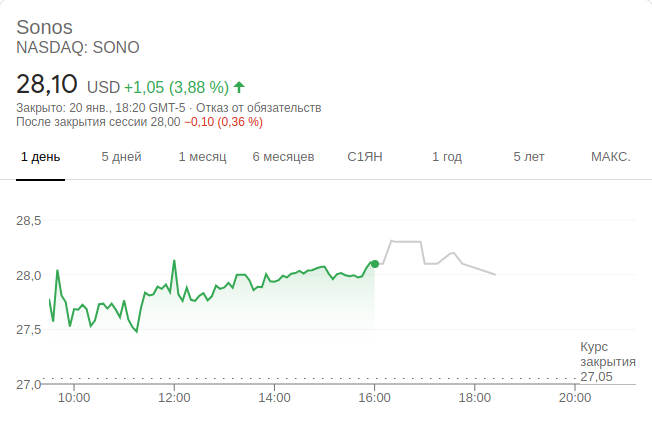 Sonos
NASDAQ: SONO
28,10 USD +1,05 (3,88 %)
Закрыто: 20 янв., 18:20 GMT-5 · Отказ от обязательств
После закрытия сессии 28,00 −0,10 (0,36 %)
1 день 5 дней 1 месяц 6 месяцев С1ЯН 1 год 5 лет МАКС.
28,5
28,0
27,5
Курс
закрытия
27,05
27,0
10:00 12:00 14:00 16:00 18:00 20:00